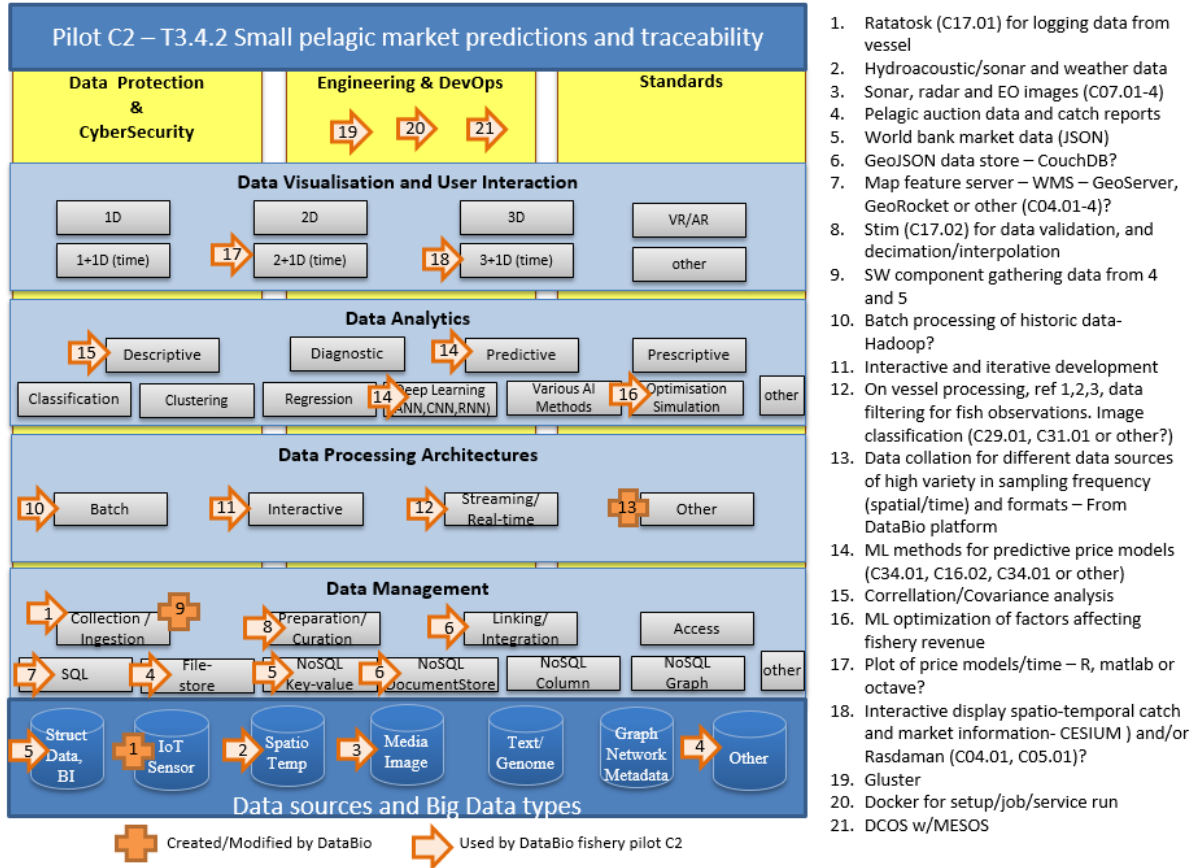 Pilot C2 – T3.4.2 Small pelagic market predictions and traceability
Data Protection
&
CyberSecurity
Engineering & DevOps
19 20 21
Standards
Data Visualisation and User Interaction
1D 2D 3D VR/AR
1+1D (time) 17 2+1D (time) 18 3+1D (time) other
Data Analytics
15 Descriptive Diagnostic 14 Predictive Prescriptive
Classification Clustering Regression 14 Deep Learning
(ANN,CNN,RNN)
Various AI
Methods
16 Optimisation
Simulation
other
Data Processing Architectures
10 Batch 11 Interactive 12 Streaming/
Real-time
13 Other
Data Management
1 Collection /
Ingestion
9
8 Preparation/
Curation
6 Linking/
Integration
Access
7 SQL
4 File-
store
5 NoSQL
Key-value
6 NoSQL
DocumentStore
NoSQL
Column
NoSQL
Graph
other
5 Struct
Data,
BI
1 IoT
Sensor
2 Spatio
Temp
3 Media
Image
Text/
Genome
Graph
Network
Metadata
4 Other
Data sources and Big Data types
Created/Modified by DataBio
Used by DataBio fishery pilot C2
1. Ratatosk (C17.01) for logging data from
vessel
2. Hydroacoustic/sonar and weather data
3. Sonar, radar and EO images (C07.01-4)
4. Pelagic auction data and catch reports
5. World bank market data (JSON)
6. GeoJSON data store – CouchDB?
7. Map feature server – WMS – GeoServer,
GeoRocket or other (C04.01-4)?
8. Stim (C17.02) for data validation, and
decimation/interpolation
9. SW component gathering data from 4
and 5
10. Batch processing of historic data-
Hadoop?
11. Interactive and iterative development
12. On vessel processing, ref 1,2,3, data
filtering for fish observations. Image
classification (C29.01, C31.01 or other?)
13. Data collation for different data sources
of high variety in sampling frequency
(spatial/time) and formats – From
DataBio platform
14. ML methods for predictive price models
(C34.01, C16.02, C34.01 or other)
15. Correllation/Covariance analysis
16. ML optimization of factors affecting
fishery revenue
17. Plot of price models/time – R, matlab or
octave?
18. Interactive display spatio-temporal catch
and market information- CESIUM ) and/or
Rasdaman (C04.01, C05.01)?
19. Gluster
20. Docker for setup/job/service run
21. DCOS w/MESOS